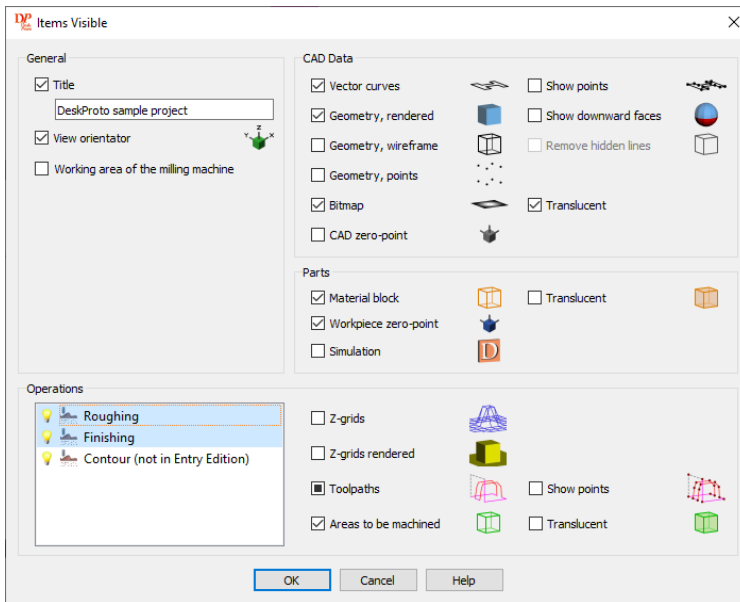 DP Items Visible
General
Title
DeskProto sample project
View orientator
Z
Y X
Working area of the milling machine
CAD Data
Vector curves Show points
Geometry, rendered Show downward faces
Geometry, wireframe Remove hidden lines
Geometry, points
Bitmap Translucent
CAD zero-point
Parts
Material block Translucent
Workpiece zero-point
Simulation D
Operations
Roughing
Finishing
Contour (not in Entry Edition)
Z-grids
Z-grids rendered
Toolpaths Show points
Areas to be machined Translucent
OK Cancel Help